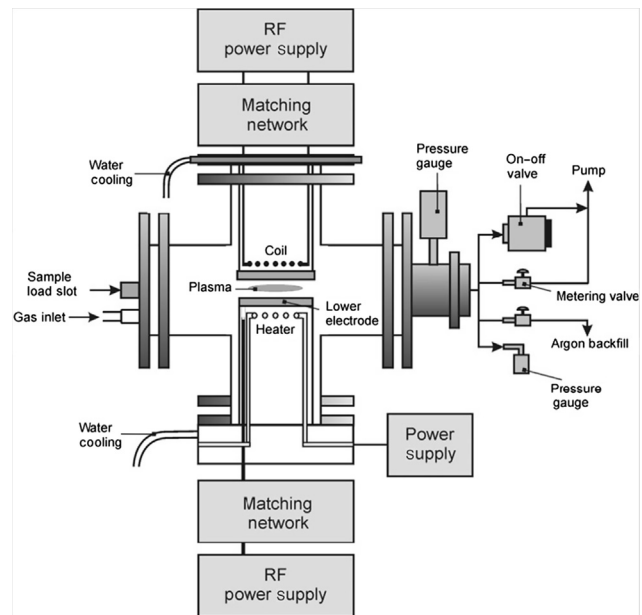 RF
power supply
Matching
network
Water
cooling
Pressure
gauge
On–off
valve
Pump
Coil
Sample
load slot
Plasma
Metering valve
Gas inlet
Lower
electrode
Heater
Argon backfill
Pressure
gauge
Water
cooling
Power
supply
Matching
network
RF
power supply